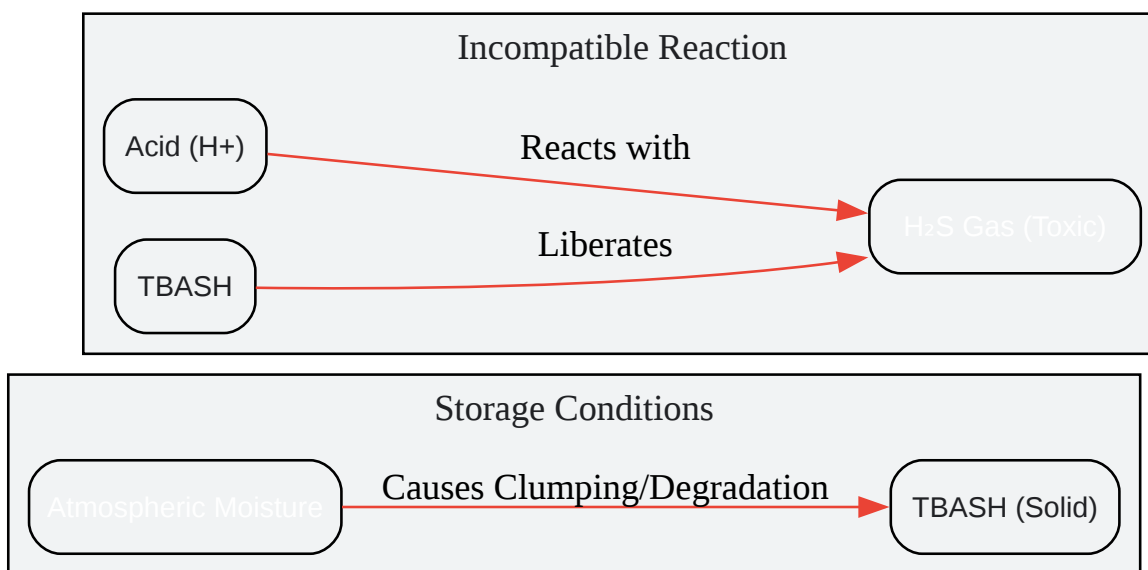 Incompatible Reaction
Acid (H+)
Reacts with
H₂S Gas (Toxic)
Liberates
TBASH
Storage Conditions
Atmospheric Moisture
Causes Clumping/Degradation
TBASH (Solid)